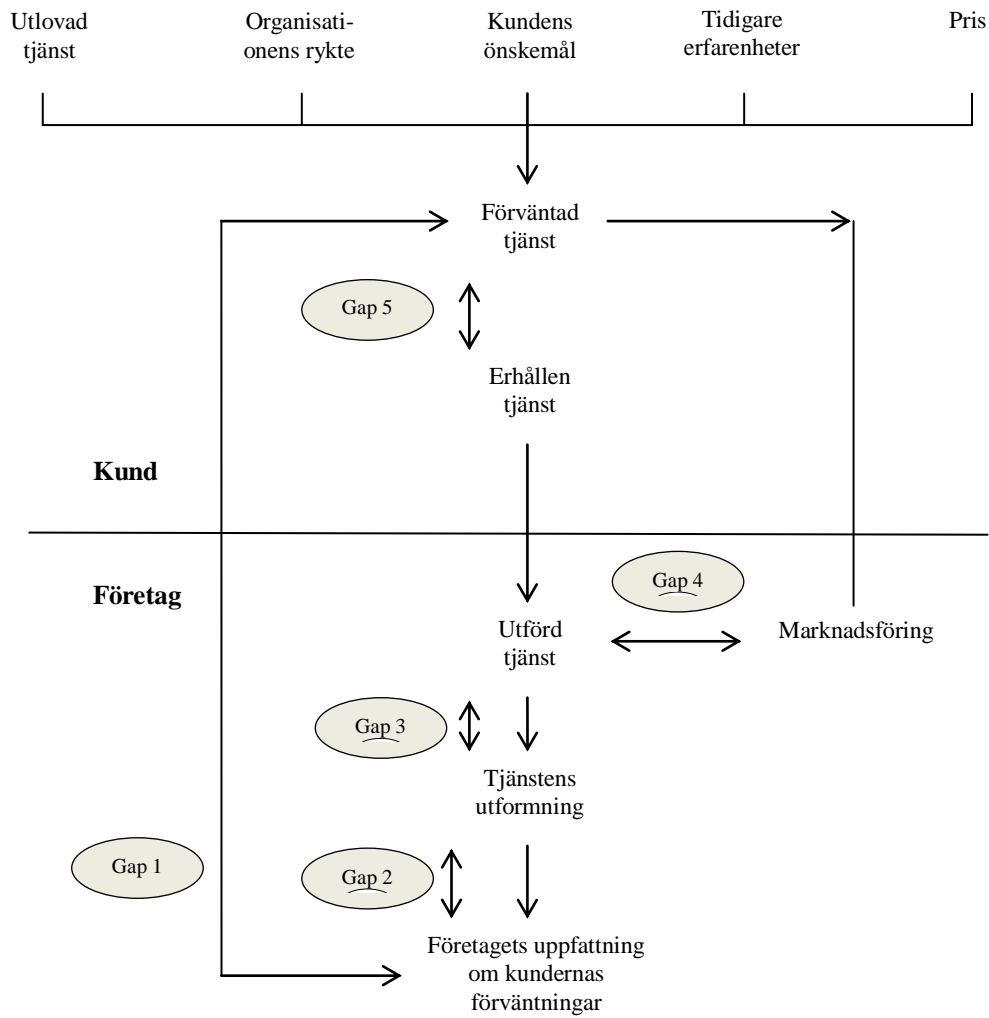 Utlovad
tjänst
Organisati-
onens rykte
Kundens
önskemål
Tidigare
erfarenheter
Pris
Förväntad
tjänst
Gap 5
Erhållen
tjänst
Kund
Företag
Gap 4
Utförd
tjänst
Marknadsföring
Gap 3
Tjänstens
utformning
Gap 1
Gap 2
Företagets uppfattning
om kundernas
förväntningar